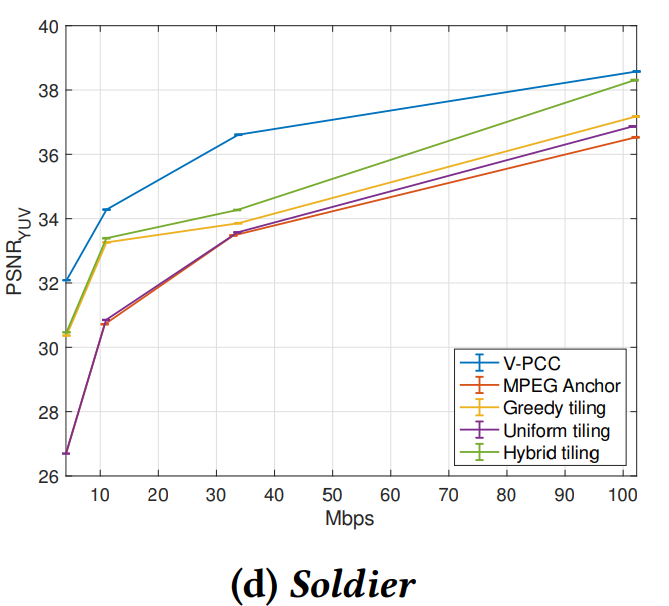 40
38
36
34
32
30
28
26
PSNR_YUV
10 20 30 40 50 60 70 80 90 100
Mbps
V-PCC
MPEG Anchor
Greedy tiling
Uniform tiling
Hybrid tiling
(d) Soldier